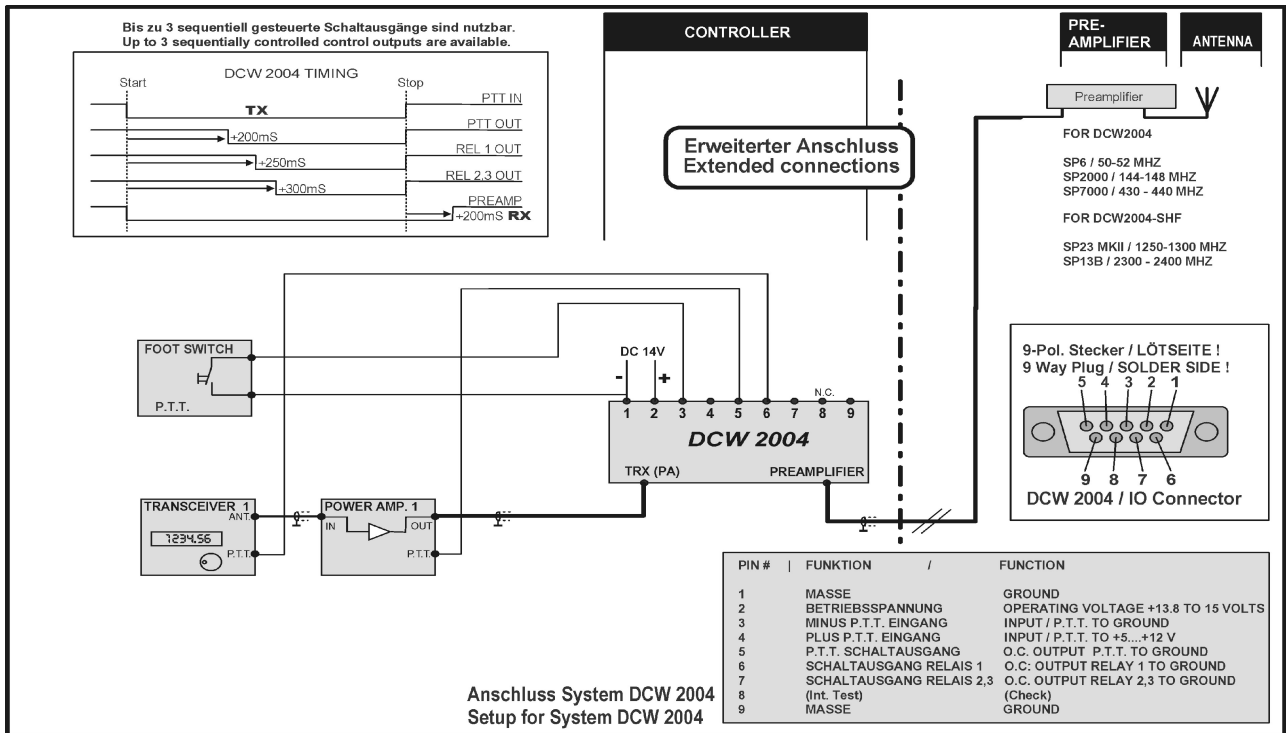 Bis zu 3 sequentiell gesteuerte Schaltausgänge sind nutzbar.
Up to 3 sequentially controlled control outputs are available.
DCW 2004 TIMING
Start
Stop
TX
PTT IN
PTT OUT
+200mS
REL 1 OUT
+250mS
REL 2,3 OUT
+300mS
PREAMP
+200mS RX
CONTROLLER
PRE-
AMPLIFIER
ANTENNA
Preamplifier
Erweiterter Anschluss
Extended connections
FOR DCW2004
SP6 / 50-52 MHZ
SP2000 / 144-148 MHZ
SP7000 / 430 - 440 MHZ
FOR DCW2004-SHF
SP23 MKII / 1250-1300 MHZ
SP13B / 2300 - 2400 MHZ
FOOT SWITCH
P.T.T.
DC 14V
- +
N.C.
1 2 3 4 5 6 7 8 9
DCW 2004
TRX (PA)
PREAMPLIFIER
TRANSCEIVER 1
ANT.
1234.56
P.T.T.
POWER AMP. 1
IN
OUT
P.T.T.
9-Pol. Stecker / LÖTSEITE !
9 Way Plug / SOLDER SIDE !
5 4 3 2 1
9 8 7 6
DCW 2004 / IO Connector
PIN # | FUNKTION / FUNCTION
1 MASSE GROUND
2 BETRIEBSSPANNUNG OPERATING VOLTAGE +13.8 TO 15 VOLTS
3 MINUS P.T.T. EINGANG INPUT / P.T.T. TO GROUND
4 PLUS P.T.T. EINGANG INPUT / P.T.T. TO +5....+12 V
5 P.T.T. SCHALTAUSGANG O.C. OUTPUT P.T.T. TO GROUND
6 SCHALTAUSGANG RELAIS 1 O.C: OUTPUT RELAY 1 TO GROUND
7 SCHALTAUSGANG RELAIS 2,3 O.C. OUTPUT RELAY 2,3 TO GROUND
8 (Int. Test) (Check)
9 MASSE GROUND
Anschluss System DCW 2004
Setup for System DCW 2004